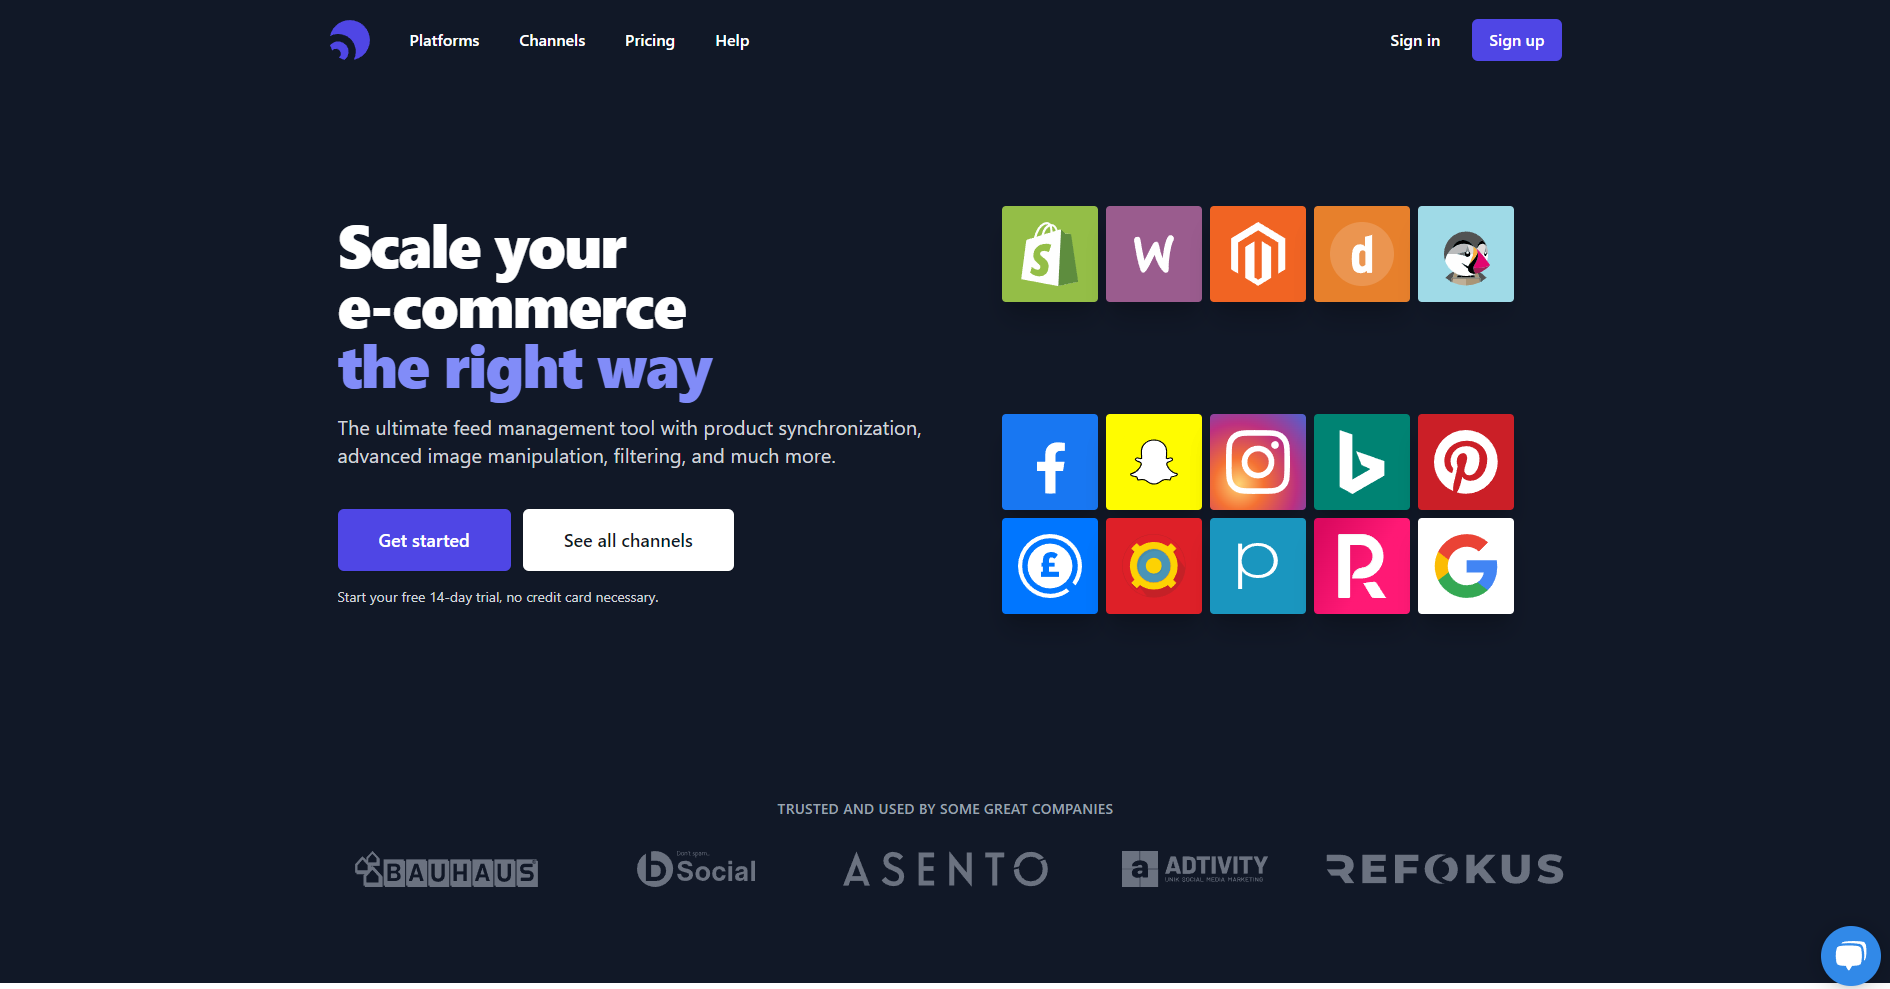 Platforms Channels Pricing Help Sign in Sign up
Scale your
e-commerce
the right way
The ultimate feed management tool with product synchronization,
advanced image manipulation, filtering, and much more.
Get started See all channels
Start your free 14-day trial, no credit card necessary.
TRUSTED AND USED BY SOME GREAT COMPANIES
BAUHAUS
Don't spam..
b Social
ASENTO
a ADTIVITY
UNIK SOCIAL MEDIA MARKETING
REFOKUS